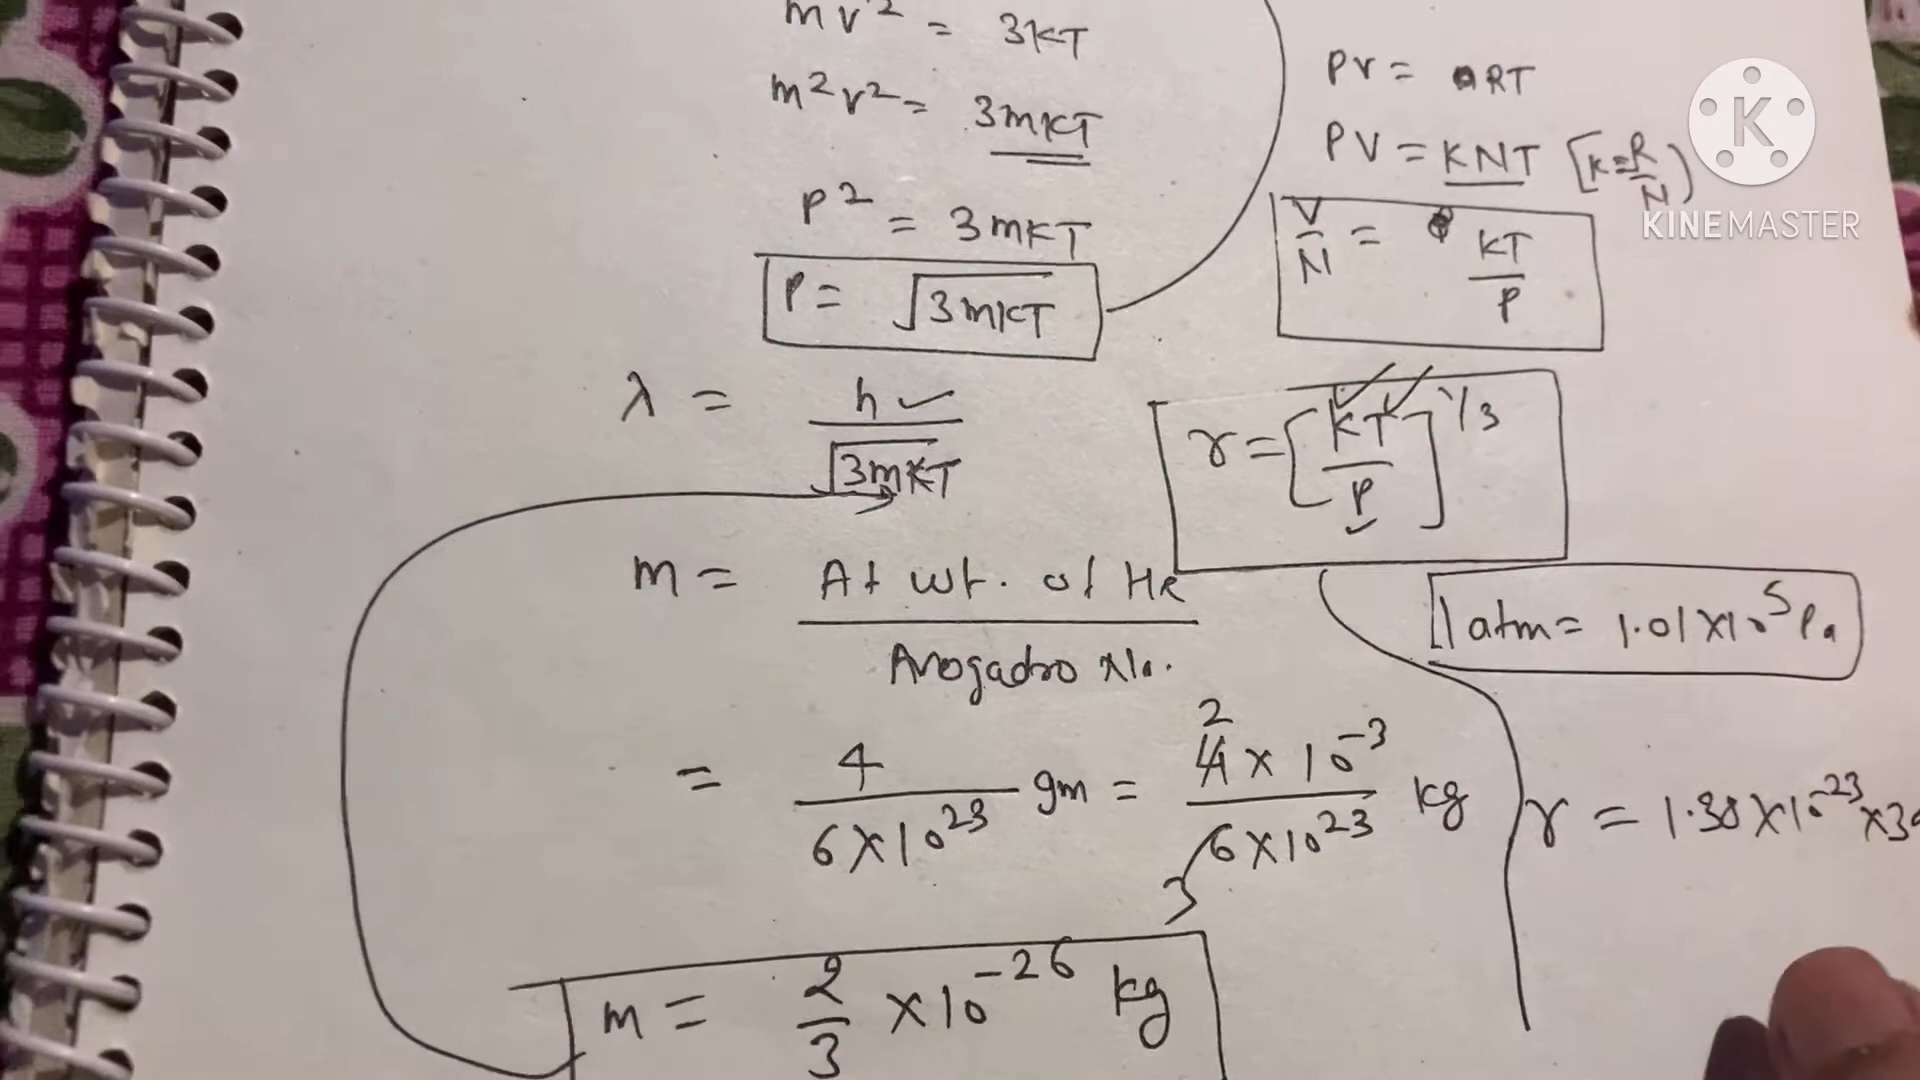 mv² = 3KT
m²v² = 3mKT
p² = 3mKT
P = √3mKT
λ = h / √3mKT
PV = RT
PV = KNT [K = R/N]
V/N = KT/P
r = [KT/P]^1/3
1 atm = 1.01 × 10⁵ Pa
m = At wt. of He / Avogadro No.
= 4 / 6×10²³ gm = 4 × 10⁻³ / 6×10²³ kg
2
3
m = 2/3 × 10⁻²⁶ kg
r = 1.38 × 10⁻²³ × 3
K
KINEMASTER